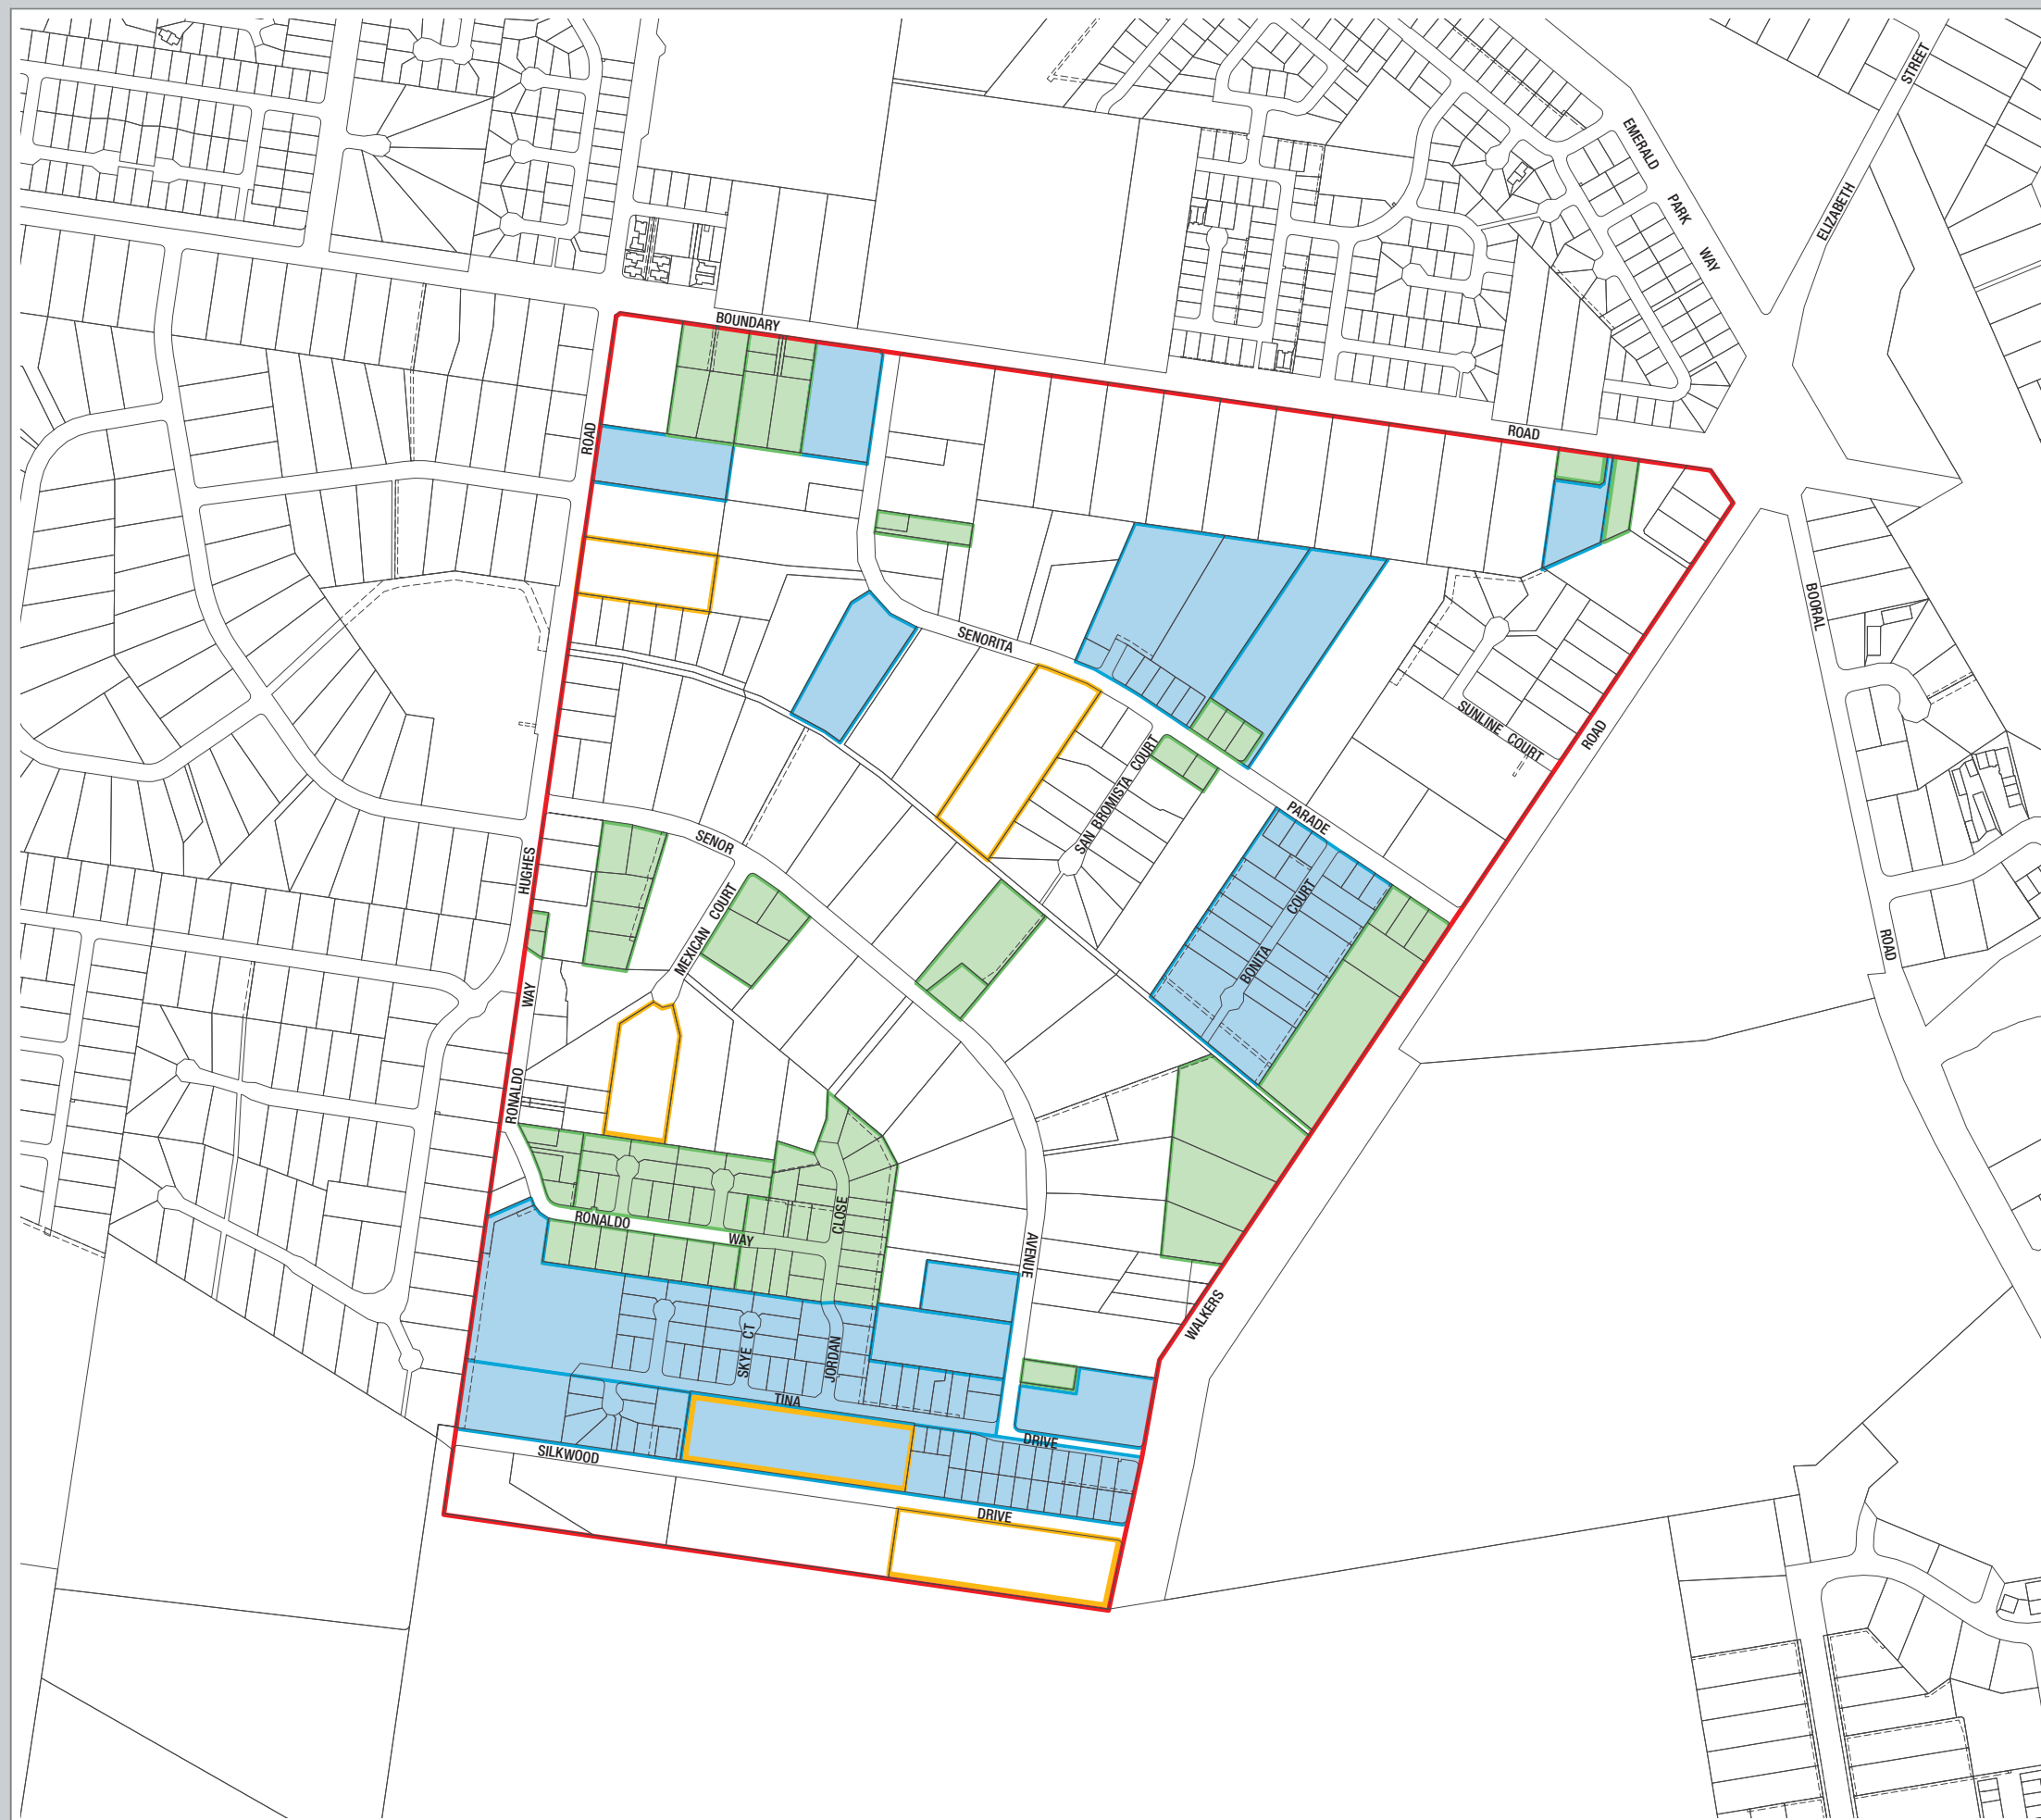 STREET
EMERALD
PARK
WAY
ELIZABETH
BOUNDARY
ROAD
ROAD
BOORAL
SENORITA
SUNLINE COURT
ROAD
SAN BROMISTA COURT
PARADE
SENOR
HUGHES
MEXICAN COURT
COURT
BONITA
ROAD
WAY
RONALDO
RONALDO
WAY
CLOSE
AVENUE
WALKERS
SKYE CT
JORDAN
TINA
DRIVE
SILKWOOD
DRIVE